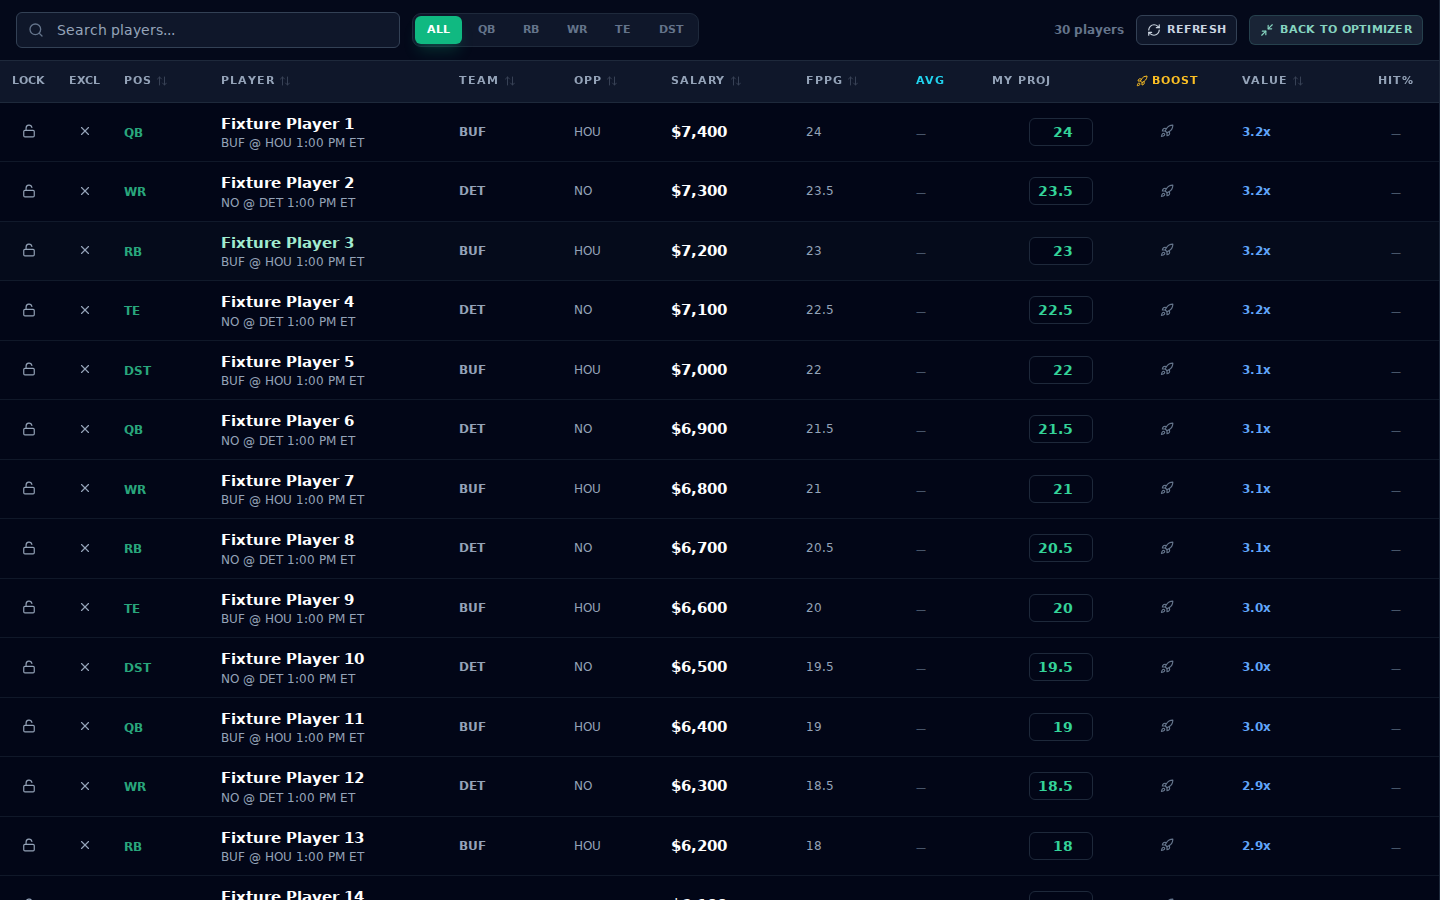 Search players...
ALL QB RB WR TE DST
30 players REFRESH BACK TO OPTIMIZER
LOCK EXCL POS PLAYER TEAM OPP SALARY FPPG AVG MY PROJ BOOST VALUE HIT%
QB Fixture Player 1 BUF HOU $7,400 24 — 24 3.2x —
BUF @ HOU 1:00 PM ET
WR Fixture Player 2 DET NO $7,300 23.5 — 23.5 3.2x —
NO @ DET 1:00 PM ET
RB Fixture Player 3 BUF HOU $7,200 23 — 23 3.2x —
BUF @ HOU 1:00 PM ET
TE Fixture Player 4 DET NO $7,100 22.5 — 22.5 3.2x —
NO @ DET 1:00 PM ET
DST Fixture Player 5 BUF HOU $7,000 22 — 22 3.1x —
BUF @ HOU 1:00 PM ET
QB Fixture Player 6 DET NO $6,900 21.5 — 21.5 3.1x —
NO @ DET 1:00 PM ET
WR Fixture Player 7 BUF HOU $6,800 21 — 21 3.1x —
BUF @ HOU 1:00 PM ET
RB Fixture Player 8 DET NO $6,700 20.5 — 20.5 3.1x —
NO @ DET 1:00 PM ET
TE Fixture Player 9 BUF HOU $6,600 20 — 20 3.0x —
BUF @ HOU 1:00 PM ET
DST Fixture Player 10 DET NO $6,500 19.5 — 19.5 3.0x —
NO @ DET 1:00 PM ET
QB Fixture Player 11 BUF HOU $6,400 19 — 19 3.0x —
BUF @ HOU 1:00 PM ET
WR Fixture Player 12 DET NO $6,300 18.5 — 18.5 2.9x —
NO @ DET 1:00 PM ET
RB Fixture Player 13 BUF HOU $6,200 18 — 18 2.9x —
BUF @ HOU 1:00 PM ET
Fixture Player 14